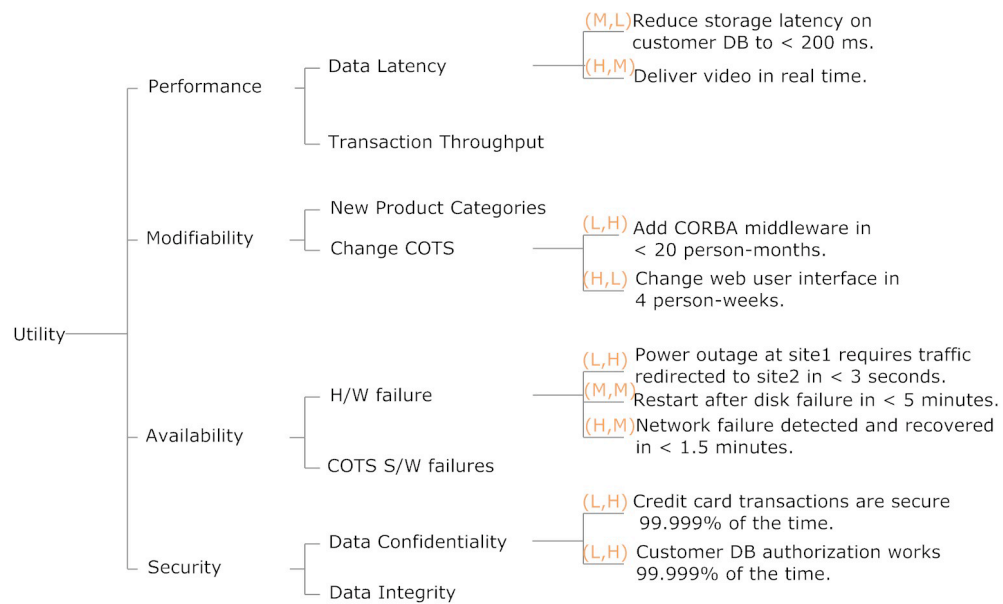 Utility
Performance
Data Latency
(M,L) Reduce storage latency on
customer DB to < 200 ms.
(H,M) Deliver video in real time.
Transaction Throughput
Modifiability
New Product Categories
Change COTS
(L,H) Add CORBA middleware in
< 20 person-months.
(H,L) Change web user interface in
4 person-weeks.
Availability
H/W failure
(L,H) Power outage at site1 requires traffic
redirected to site2 in < 3 seconds.
(M,M) Restart after disk failure in < 5 minutes.
(H,M) Network failure detected and recovered
in < 1.5 minutes.
COTS S/W failures
Security
Data Confidentiality
(L,H) Credit card transactions are secure
99.999% of the time.
(L,H) Customer DB authorization works
99.999% of the time.
Data Integrity